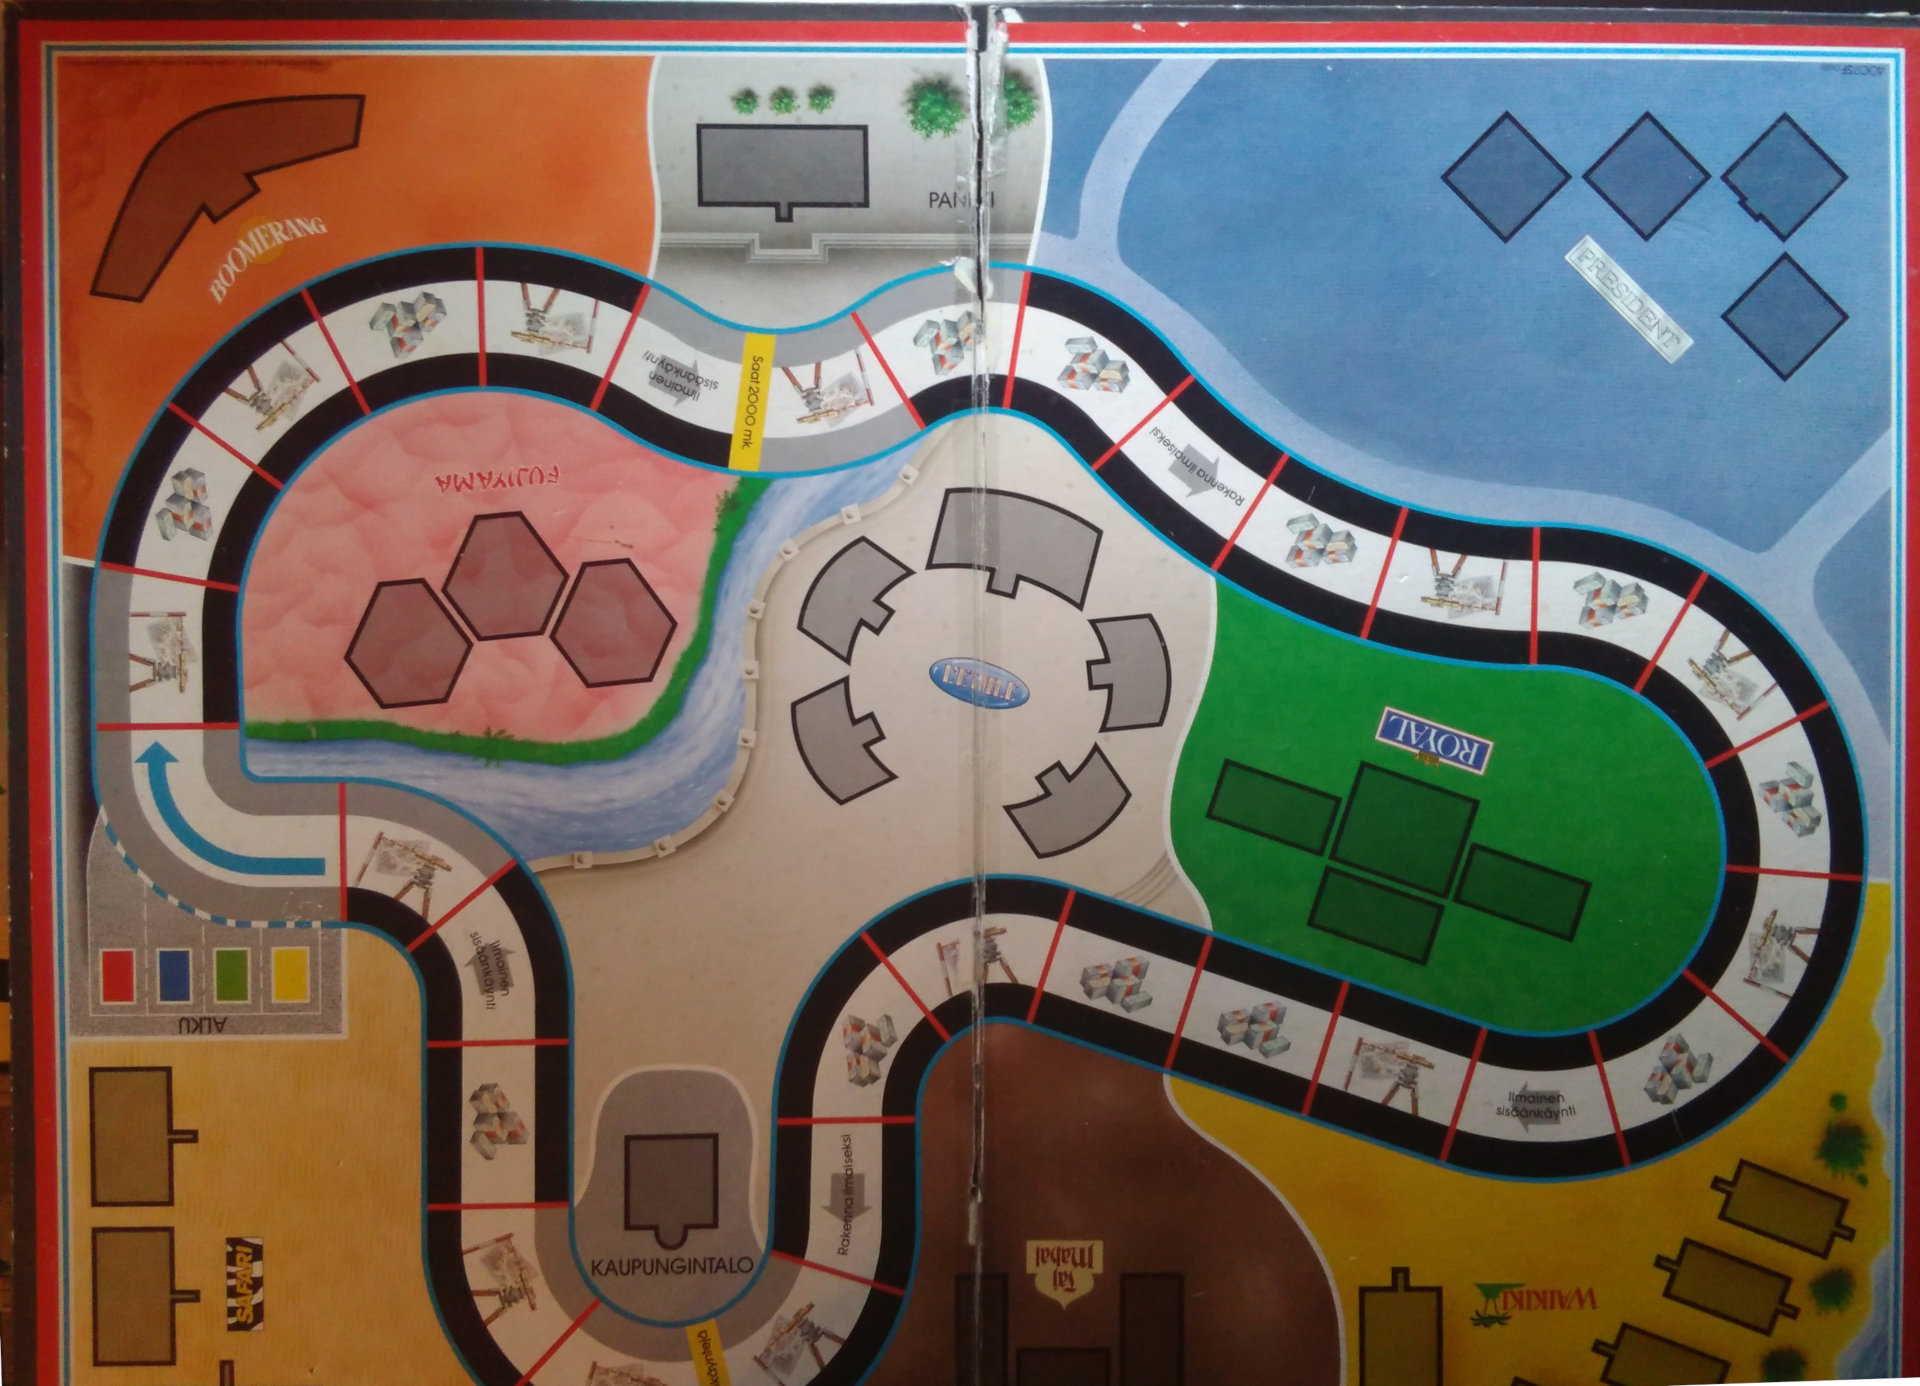 PANKKI
BOOMERANG
PRESIDENT
Ilmainen
sisäänkäynti
Saat 2000 mk
Rakenna ilmaiseksi
FUJIYAMA
ROYAL
Ilmainen
sisäänkäynti
ALKU
Ilmainen
sisäänkäynti
Rakenna ilmaiseksi
KAUPUNGINTALO
SAFARI
Taj
Mahal
WAIKIKI